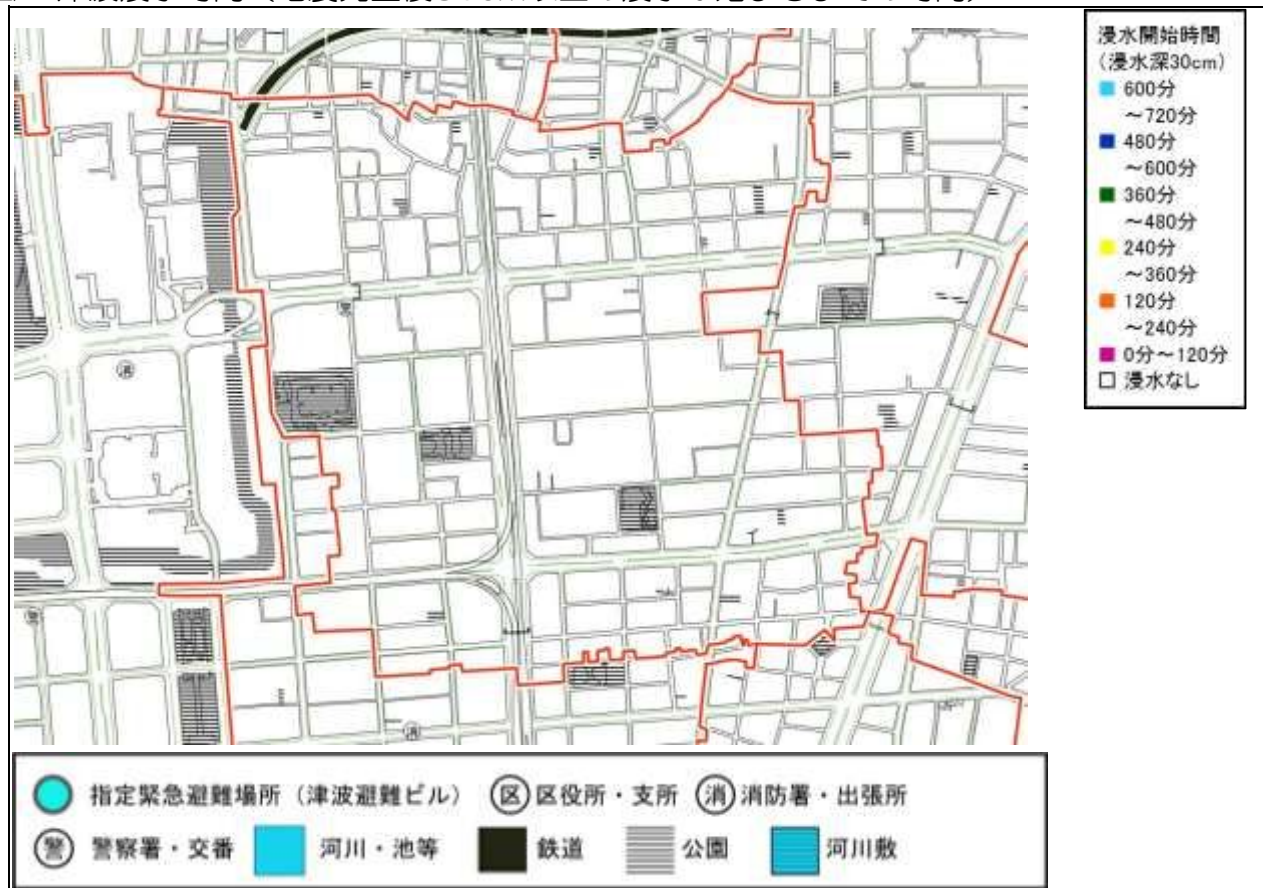 浸水開始時間
(浸水深30cm)
600分
～720分
480分
～600分
360分
～480分
240分
～360分
120分
～240分
0分～120分
浸水なし
消
警
警
消
指定緊急避難場所（津波避難ビル） 区 区役所・支所 消 消防署・出張所
警 警察署・交番 河川・池等 鉄道 公園 河川敷